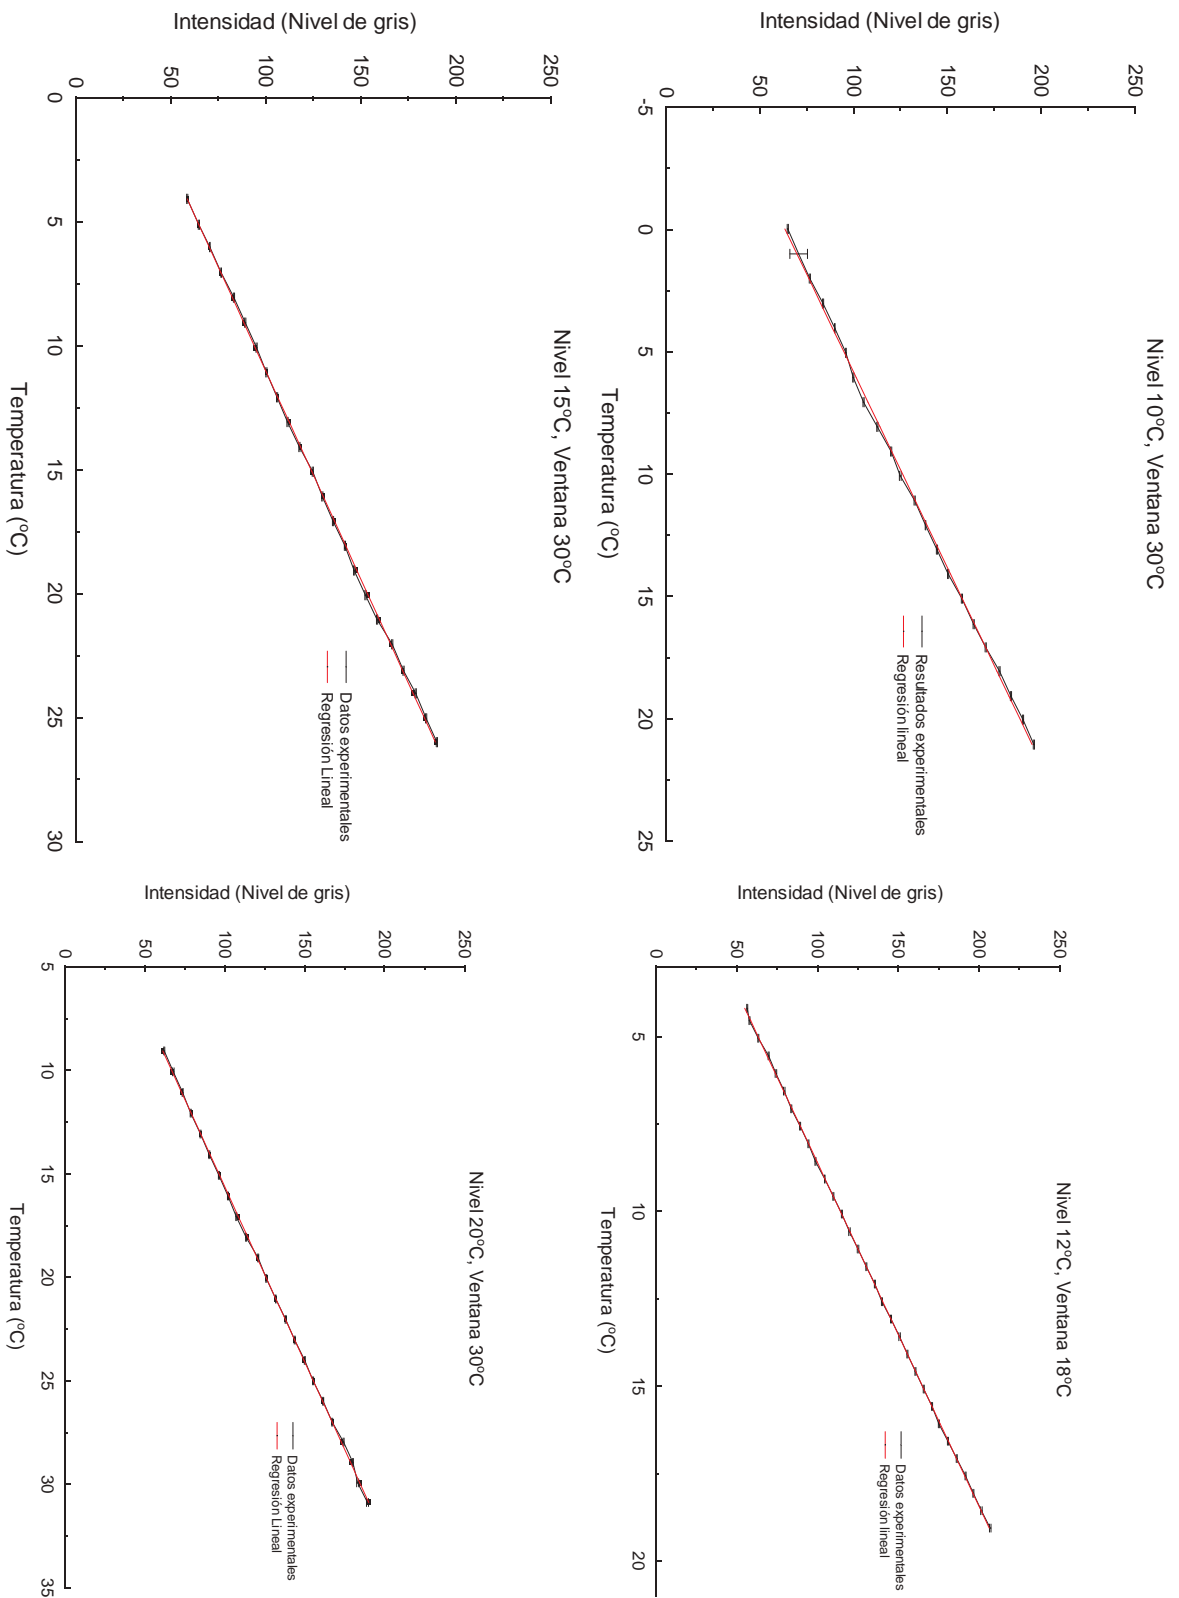 Nivel 10°C, Ventana 30°C
Intensidad (Nivel de gris)
250
200
150
100
50
0
-5
0
5
10
15
20
25
Temperatura (°C)
Resultados experimentales
Regresión lineal
Nivel 12°C, Ventana 18°C
Intensidad (Nivel de gris)
250
200
150
100
50
0
5
10
15
20
Temperatura (°C)
Datos experimentales
Regresión lineal
Nivel 15°C, Ventana 30°C
Intensidad (Nivel de gris)
250
200
150
100
50
0
0
5
10
15
20
25
30
Temperatura (°C)
Datos experimentales
Regresión Lineal
Nivel 20°C, Ventana 30°C
Intensidad (Nivel de gris)
250
200
150
100
50
0
5
10
15
20
25
30
35
Temperatura (°C)
Datos experimentales
Regresión Lineal